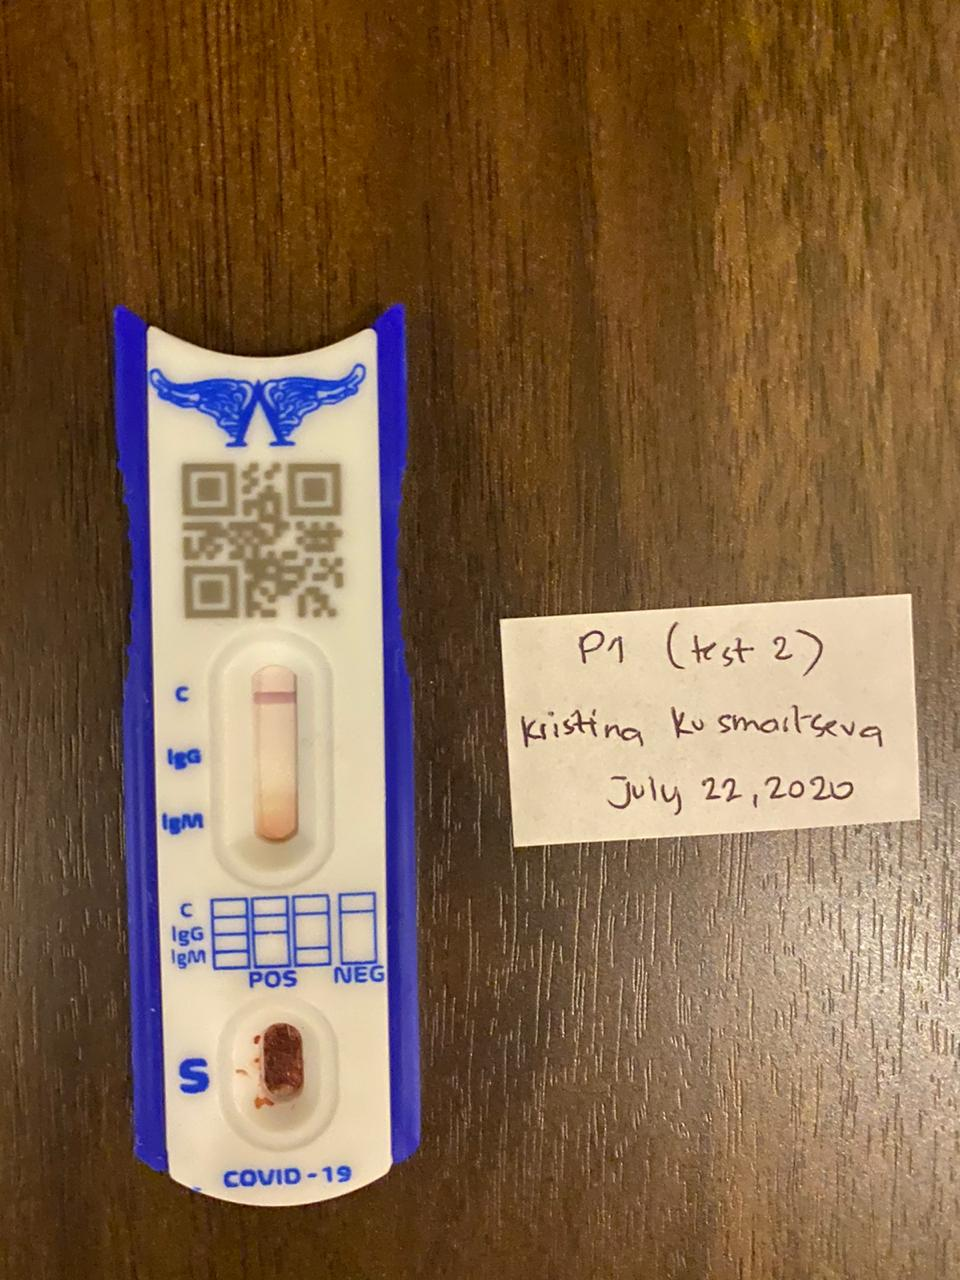 C
IgG
IgM
C
IgG
IgM
POS NEG
S
COVID-19
P1 (test 2)
Kristina Kusmartseva
July 22, 2020